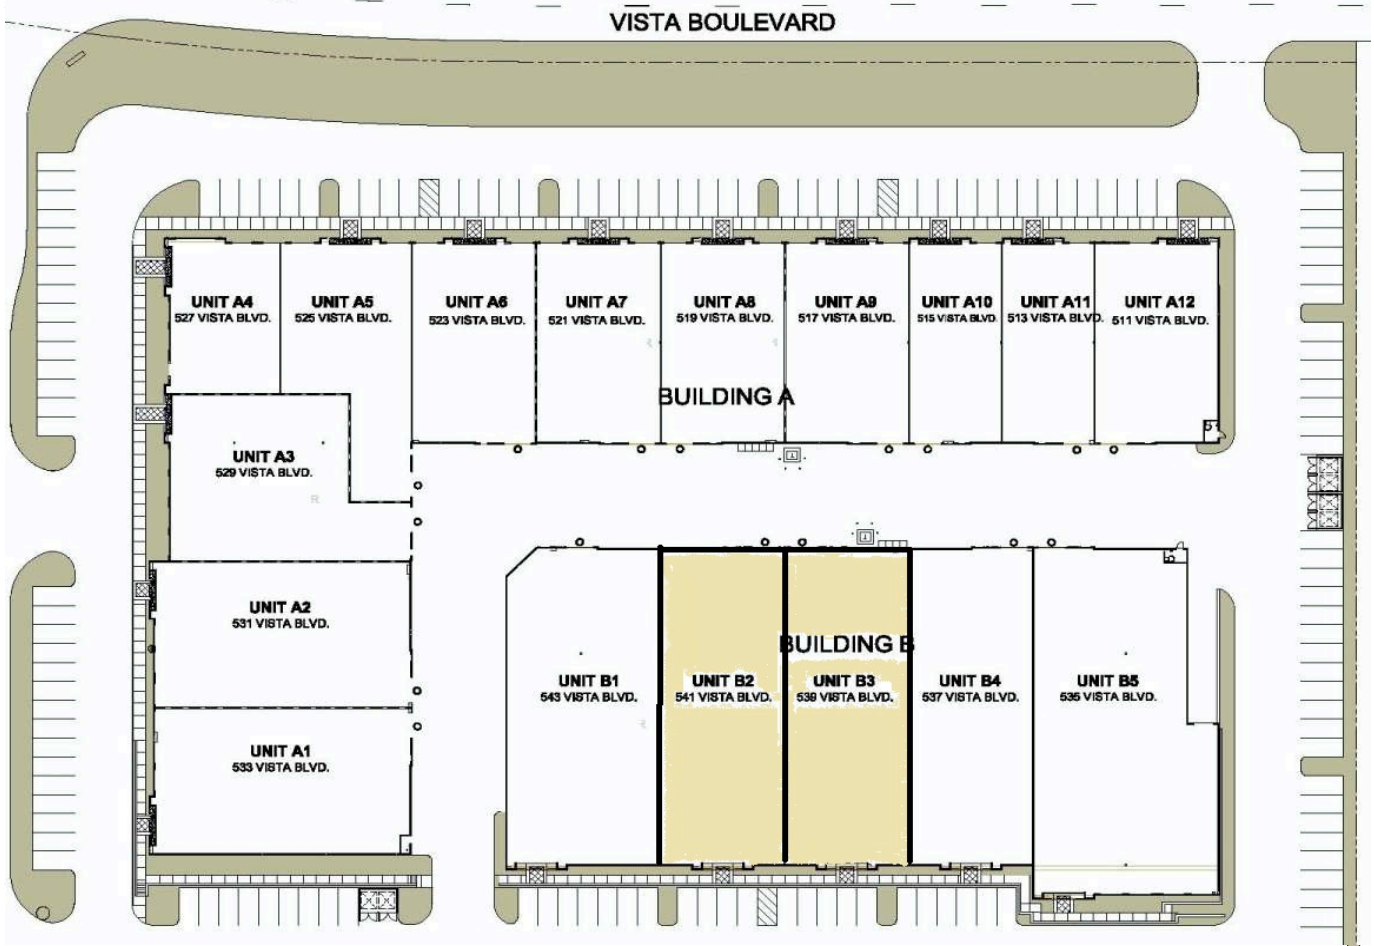 VISTA BOULEVARD
UNIT A4
527 VISTA BLVD.
UNIT A5
525 VISTA BLVD.
UNIT A6
523 VISTA BLVD.
UNIT A7
521 VISTA BLVD.
UNIT A8
519 VISTA BLVD.
UNIT A9
517 VISTA BLVD.
UNIT A10
515 VISTA BLVD.
UNIT A11
513 VISTA BLVD.
UNIT A12
511 VISTA BLVD.
BUILDING A
UNIT A3
529 VISTA BLVD.
UNIT A2
531 VISTA BLVD.
UNIT A1
533 VISTA BLVD.
BUILDING B
UNIT B1
543 VISTA BLVD.
UNIT B2
541 VISTA BLVD.
UNIT B3
539 VISTA BLVD.
UNIT B4
537 VISTA BLVD.
UNIT B5
535 VISTA BLVD.